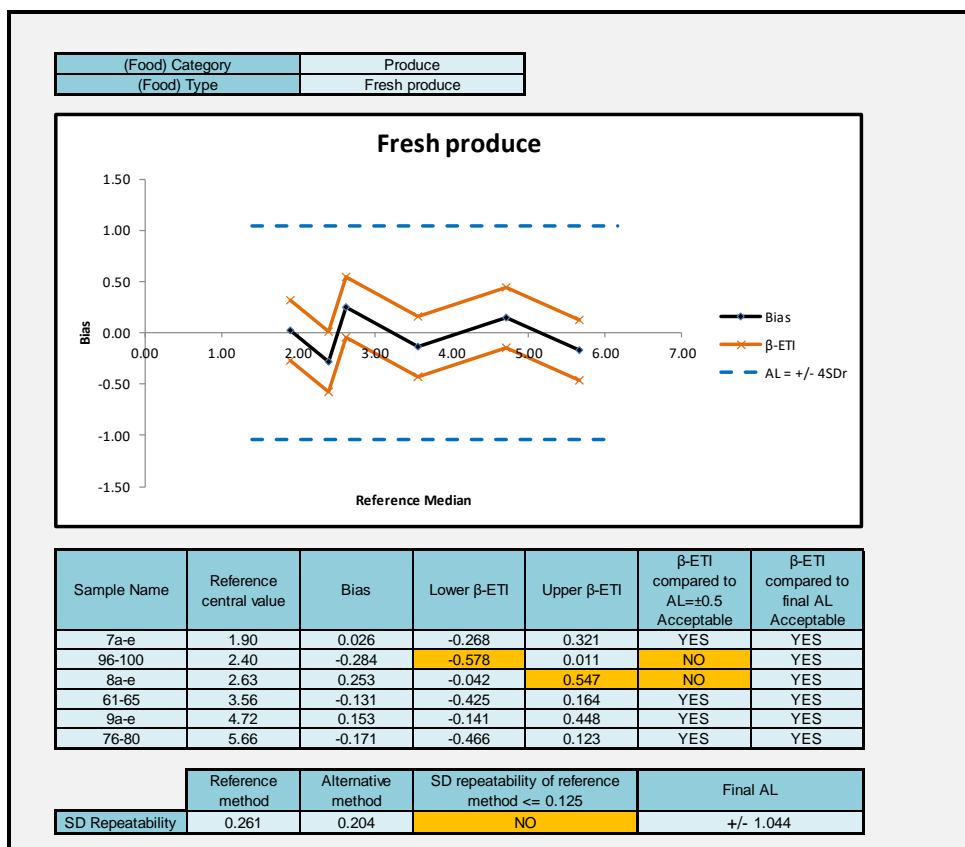 (Food) Category Produce
(Food) Type Fresh produce
Fresh produce
1.50
1.00
0.50
0.00
-0.50
-1.00
-1.50
0.00 1.00 2.00 3.00 4.00 5.00 6.00 7.00
Bias
Reference Median
Bias
β-ETI
AL = +/- 4SDr
Sample Name Reference central value Bias Lower β-ETI Upper β-ETI β-ETI compared to AL=±0.5 Acceptable β-ETI compared to final AL Acceptable
7a-e 1.90 0.026 -0.268 0.321 YES YES
96-100 2.40 -0.284 -0.578 0.011 NO YES
8a-e 2.63 0.253 -0.042 0.547 NO YES
61-65 3.56 -0.131 -0.425 0.164 YES YES
9a-e 4.72 0.153 -0.141 0.448 YES YES
76-80 5.66 -0.171 -0.466 0.123 YES YES
Reference method Alternative method SD repeatability of reference method <= 0.125 Final AL
SD Repeatability 0.261 0.204 NO +/- 1.044